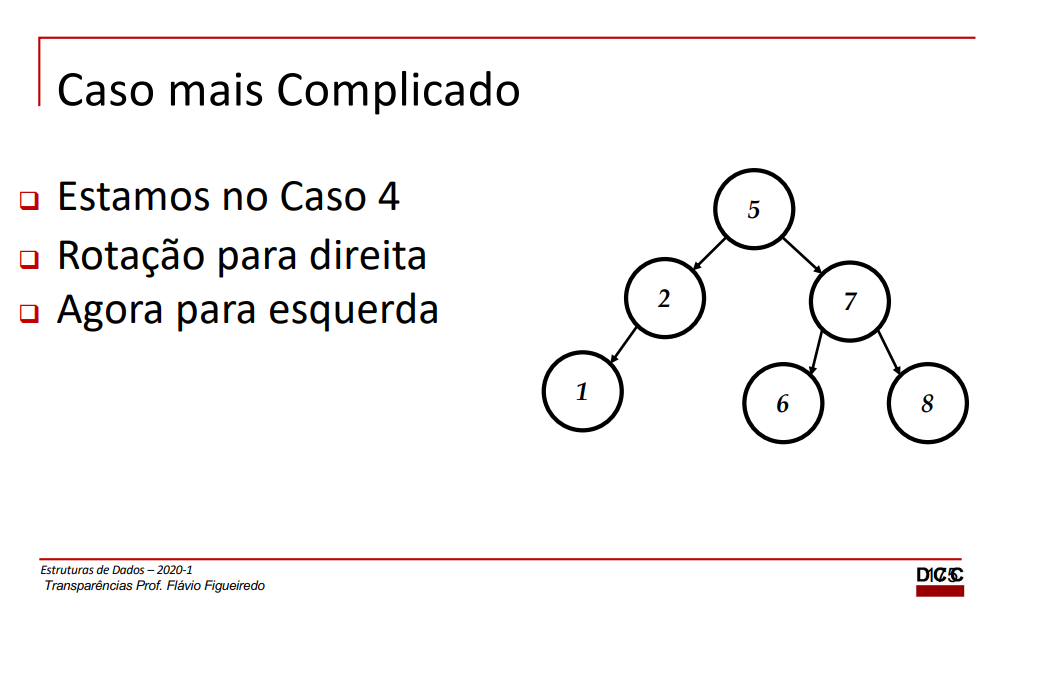 Caso mais Complicado
Estamos no Caso 4
Rotação para direita
Agora para esquerda
5
2
7
1
6
8
Estruturas de Dados – 2020-1
Transparências Prof. Flávio Figueiredo
DCC